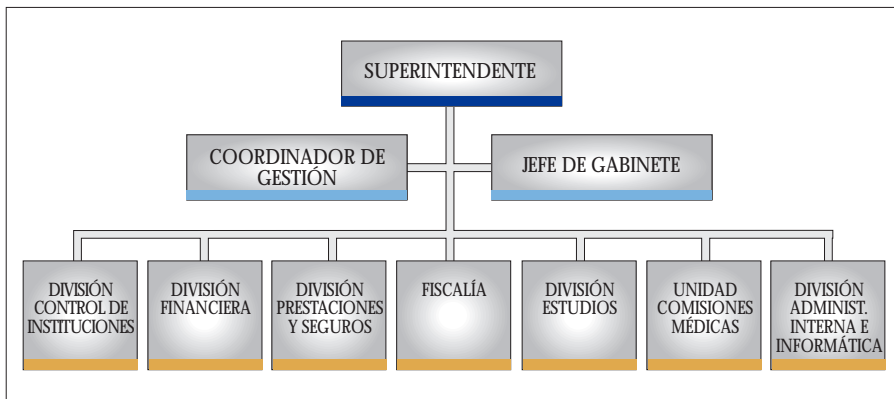 SUPERINTENDENTE
COORDINADOR DE
GESTIÓN
JEFE DE GABINETE
DIVISIÓN
CONTROL DE
INSTITUCIONES
DIVISIÓN
FINANCIERA
DIVISIÓN
PRESTACIONES
Y SEGUROS
FISCALÍA
DIVISIÓN
ESTUDIOS
UNIDAD
COMISIONES
MÉDICAS
DIVISIÓN
ADMINIST.
INTERNA E
INFORMÁTICA